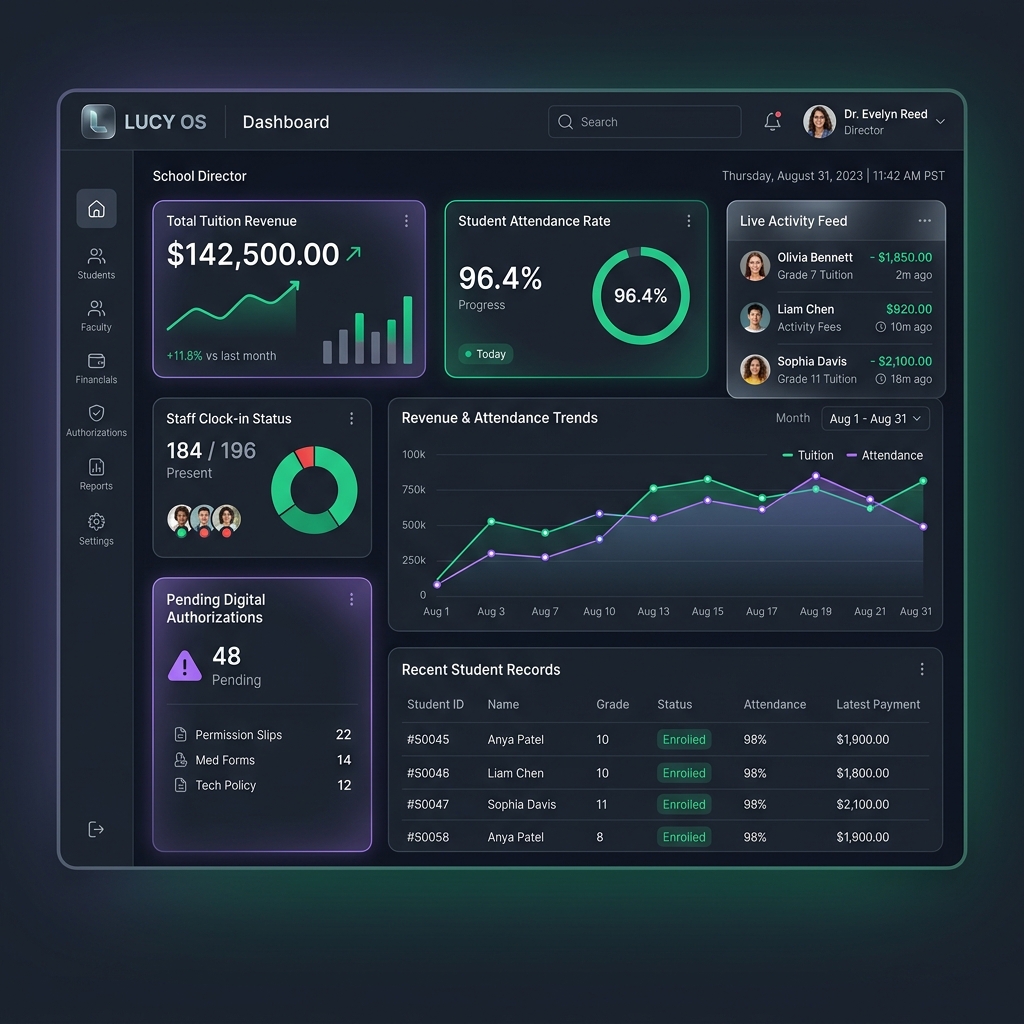 LUCY OS
Dashboard
Search
Dr. Evelyn Reed
Director
School Director
Thursday, August 31, 2023 | 11:42 AM PST
Students
Faculty
Financials
Authorizations
Reports
Settings
Total Tuition Revenue
$142,500.00
+11.8% vs last month
Student Attendance Rate
96.4%
Progress
96.4%
Today
Live Activity Feed
Olivia Bennett - $1,850.00
Grade 7 Tuition 2m ago
Liam Chen $920.00
Activity Fees 10m ago
Sophia Davis - $2,100.00
Grade 11 Tuition 18m ago
Staff Clock-in Status
184 / 196
Present
Revenue & Attendance Trends
Month Aug 1 - Aug 31
Tuition Attendance
100k
750k
500k
250k
0
Aug 1 Aug 3 Aug 7 Aug 10 Aug 13 Aug 15 Aug 17 Aug 19 Aug 21 Aug 31
Pending Digital
Authorizations
48
Pending
Permission Slips 22
Med Forms 14
Tech Policy 12
Recent Student Records
Student ID Name Grade Status Attendance Latest Payment
#S0045 Anya Patel 10 Enrolled 98% $1,900.00
#S0046 Liam Chen 10 Enrolled 98% $1,800.00
#S0047 Sophia Davis 11 Enrolled 98% $2,100.00
#S0058 Anya Patel 8 Enrolled 98% $1,900.00